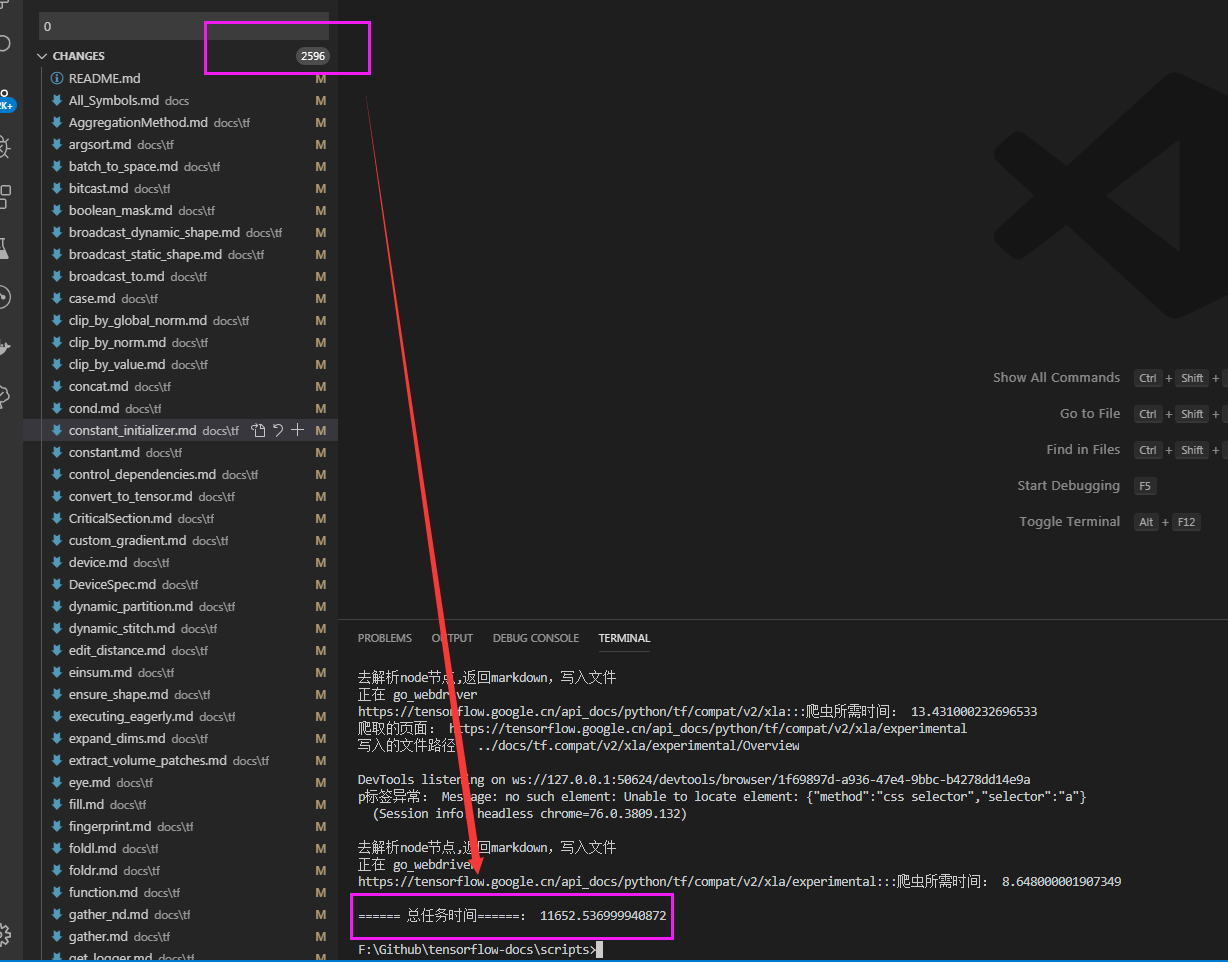 0
CHANGES 2596
README.md M
All_Symbols.md docs M
AggregationMethod.md docs\tf M
argsort.md docs\tf M
batch_to_space.md docs\tf M
bitcast.md docs\tf M
boolean_mask.md docs\tf M
broadcast_dynamic_shape.md docs\tf M
broadcast_static_shape.md docs\tf M
broadcast_to.md docs\tf M
case.md docs\tf M
clip_by_global_norm.md docs\tf M
clip_by_norm.md docs\tf M
clip_by_value.md docs\tf M
concat.md docs\tf M
cond.md docs\tf M
constant_initializer.md docs\tf M
constant.md docs\tf M
control_dependencies.md docs\tf M
convert_to_tensor.md docs\tf M
CriticalSection.md docs\tf M
custom_gradient.md docs\tf M
device.md docs\tf M
DeviceSpec.md docs\tf M
dynamic_partition.md docs\tf M
dynamic_stitch.md docs\tf M
edit_distance.md docs\tf M
einsum.md docs\tf M
ensure_shape.md docs\tf M
executing_eagerly.md docs\tf M
expand_dims.md docs\tf M
extract_volume_patches.md docs\tf M
eye.md docs\tf M
fill.md docs\tf M
fingerprint.md docs\tf M
foldl.md docs\tf M
foldr.md docs\tf M
function.md docs\tf M
gather_nd.md docs\tf M
gather.md docs\tf M
get_logger.md docs\tf M
2K+
Show All Commands Ctrl + Shift +
Go to File Ctrl + Shift +
Find in Files Ctrl + Shift +
Start Debugging F5
Toggle Terminal Alt + F12
PROBLEMS OUTPUT DEBUG CONSOLE TERMINAL
去解析node节点,返回markdown，写入文件
正在 go_webdriver
https://tensorflow.google.cn/api_docs/python/tf/compat/v2/xla:::爬虫所需时间： 13.431000232696533
爬取的页面： https://tensorflow.google.cn/api_docs/python/tf/compat/v2/xla/experimental
写入的文件路径 ../docs/tf.compat/v2/xla/experimental/Overview
DevTools listening on ws://127.0.0.1:50624/devtools/browser/1f69897d-a936-47e4-9bbc-b4278dd14e9a
p标签异常： Message: no such element: Unable to locate element: {"method":"css selector","selector":"a"}
(Session info: headless chrome=76.0.3809.132)
去解析node节点,返回markdown，写入文件
正在 go_webdriver
https://tensorflow.google.cn/api_docs/python/tf/compat/v2/xla/experimental:::爬虫所需时间： 8.648000001907349
====== 总任务时间======： 11652.536999940872
F:\Github\tensorflow-docs\scripts>